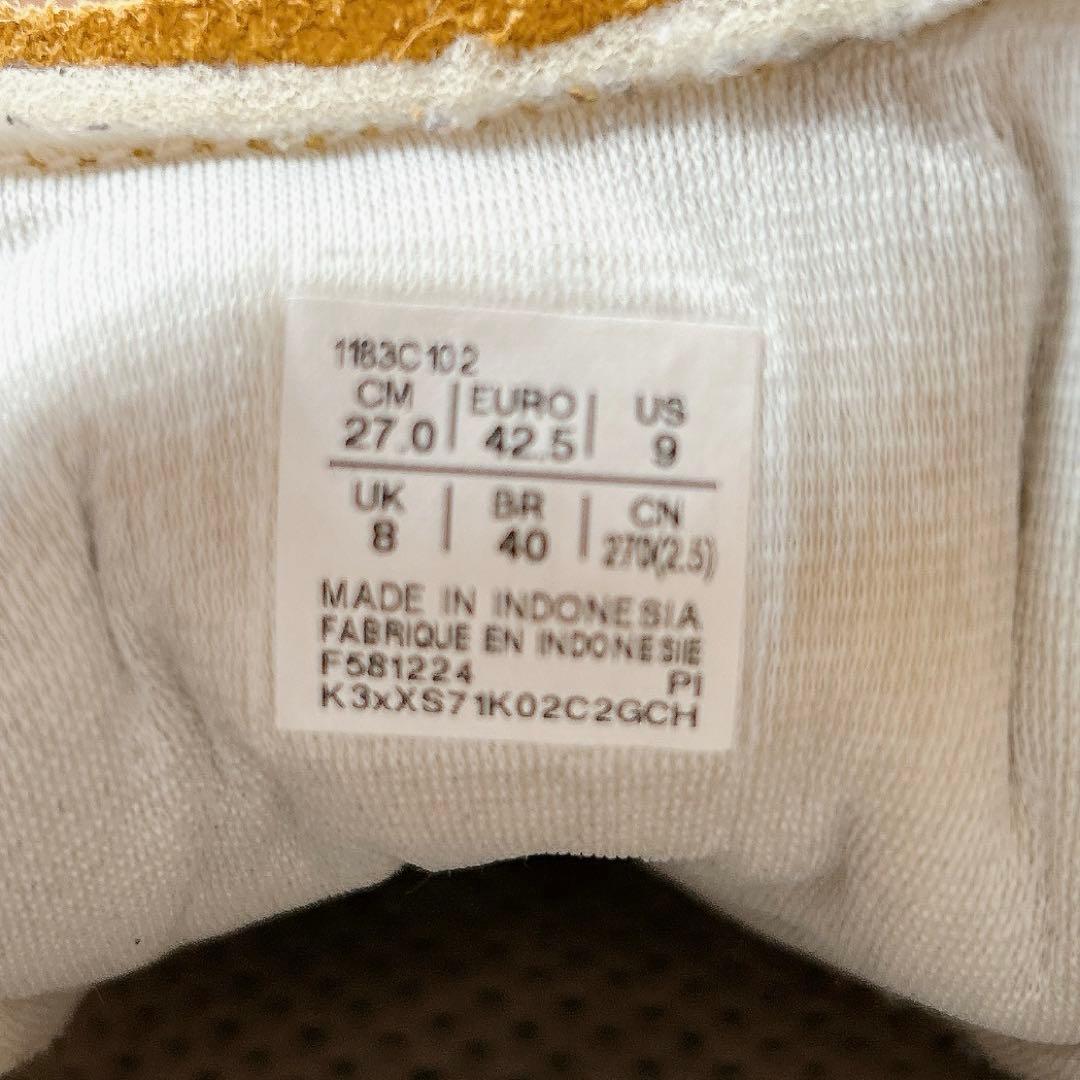 1183C102
CM | EURO | US
27.0 | 42.5 | 9
UK | BR | CN
8 | 40 | 270(2.5)
MADE IN INDONESIA
FABRIQUE EN INDONESIE
F581224 PI
K3xXS71K02C2GCH